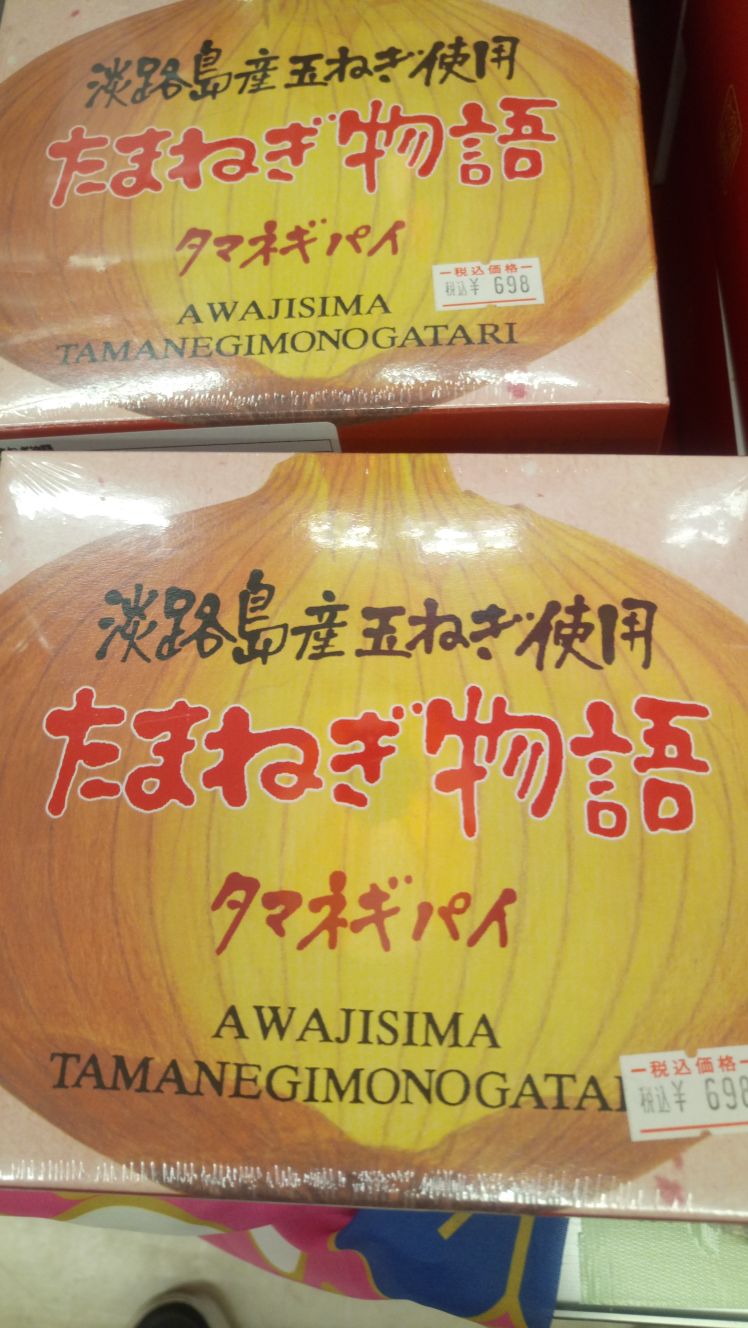 淡路島産玉ねぎ使用
たまねぎ物語
タマネギパイ
税込価格
税込¥ 698
AWAJISIMA
TAMANEGIMONOGATARI
淡路島産玉ねぎ使用
たまねぎ物語
タマネギパイ
AWAJISIMA
TAMANEGIMONOGATA
税込価格
税込¥ 698